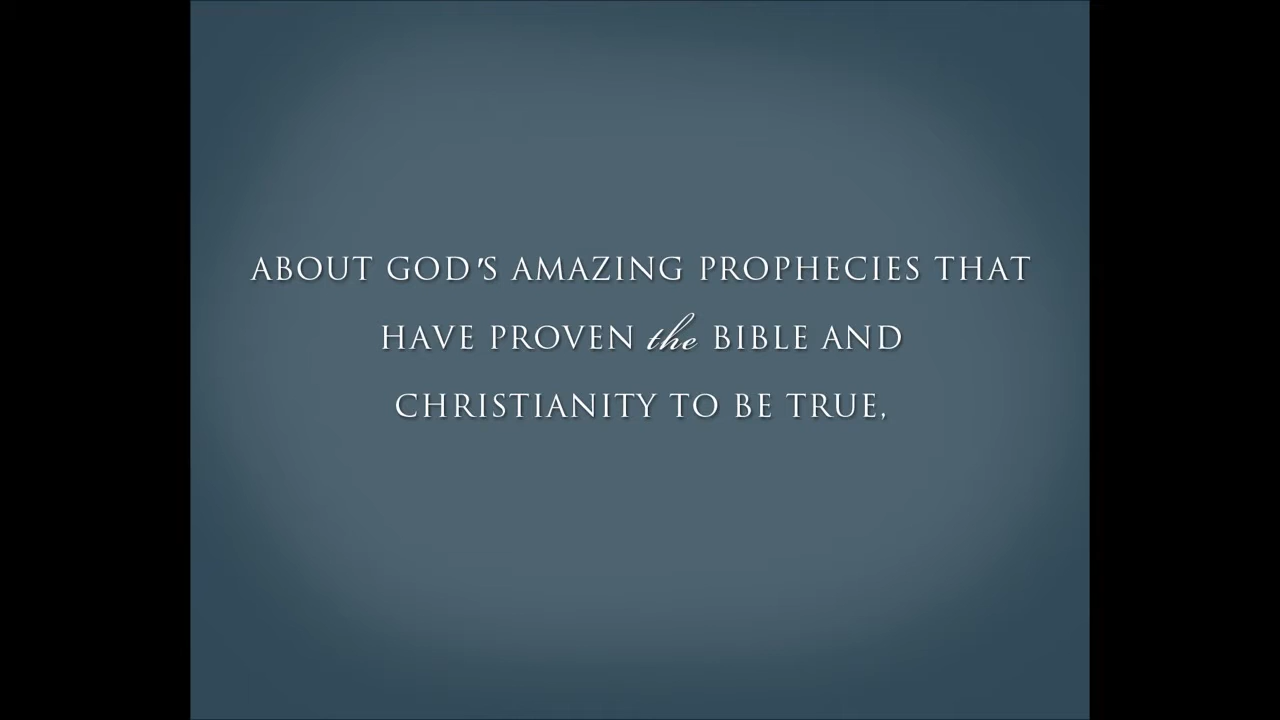 ABOUT GOD'S AMAZING PROPHECIES THAT
HAVE PROVEN the BIBLE AND
CHRISTIANITY TO BE TRUE,